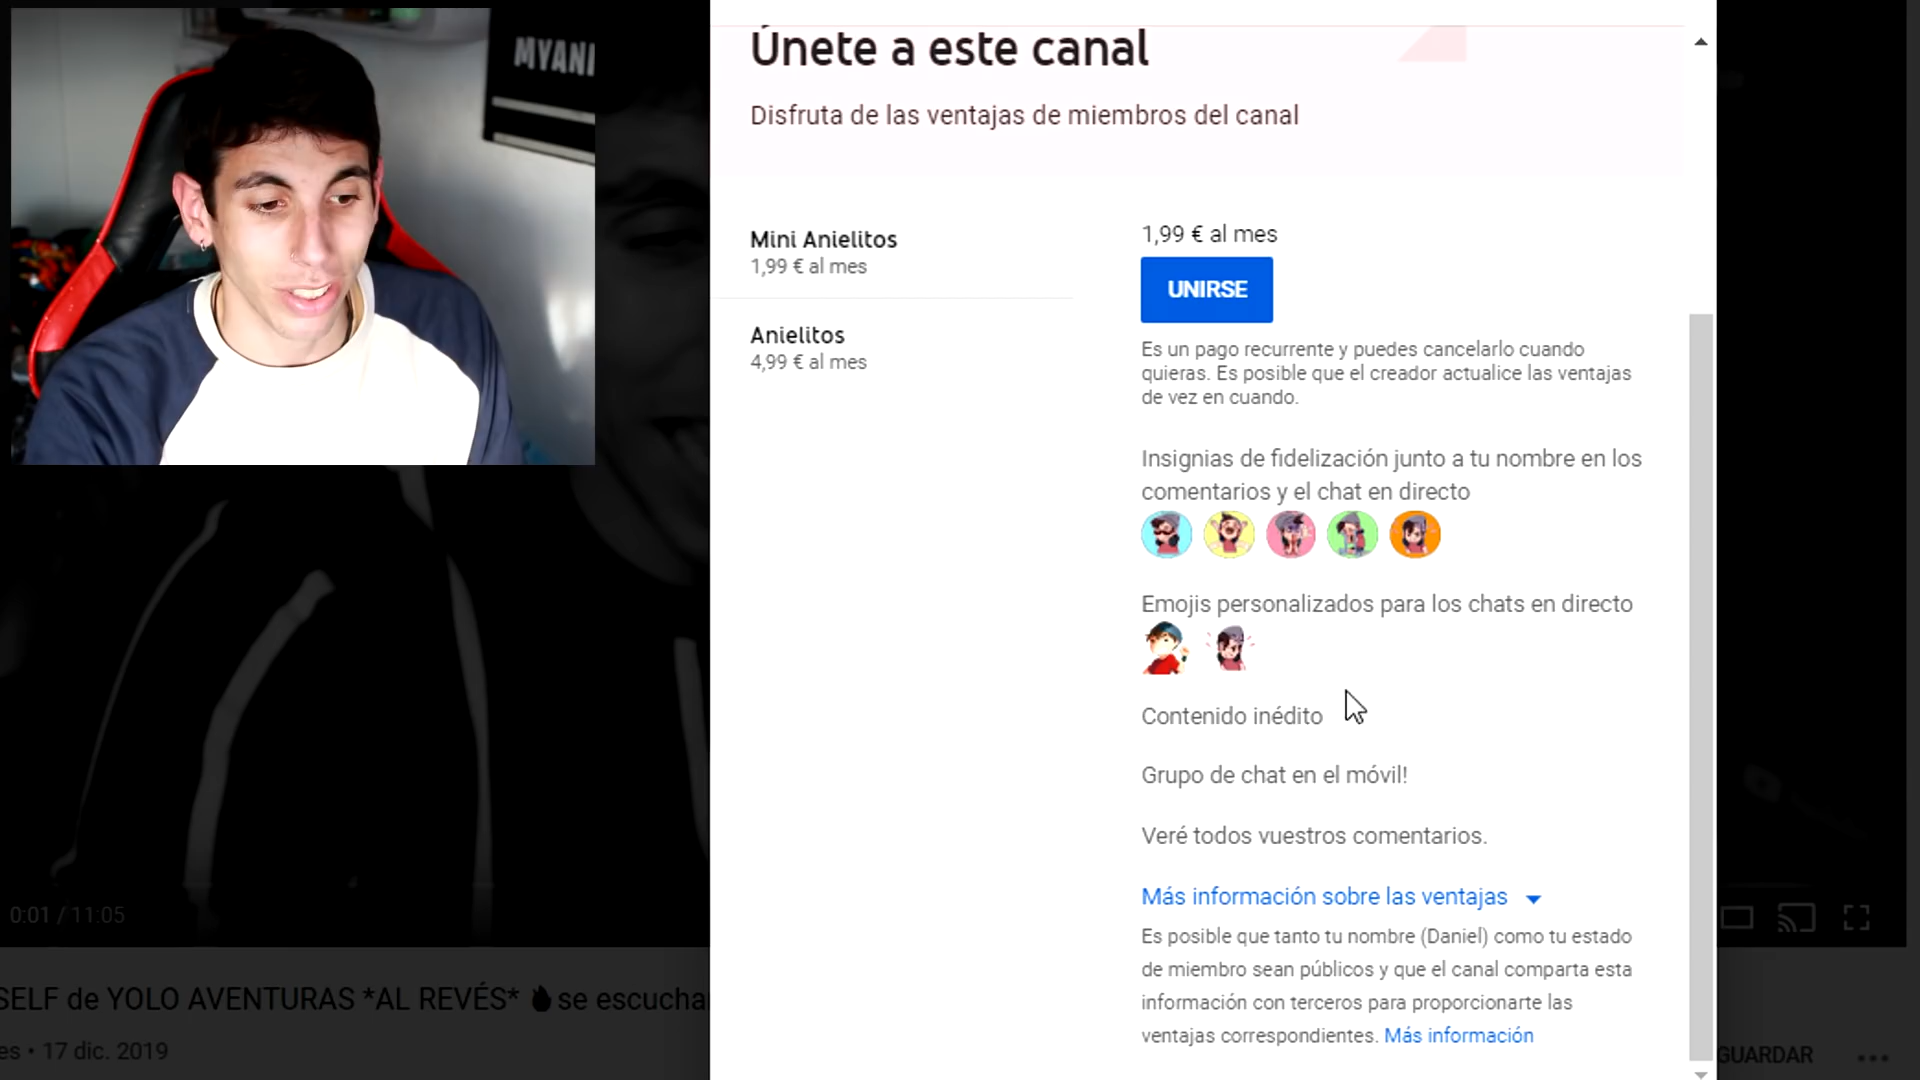 MYANI
Únete a este canal
Disfruta de las ventajas de miembros del canal
Mini Anielitos
1,99 € al mes
Anielitos
4,99 € al mes
1,99 € al mes
UNIRSE
Es un pago recurrente y puedes cancelarlo cuando
quieras. Es posible que el creador actualice las ventajas
de vez en cuando.
Insignias de fidelización junto a tu nombre en los
comentarios y el chat en directo
Emojis personalizados para los chats en directo
Contenido inédito
Grupo de chat en el móvil!
Veré todos vuestros comentarios.
Más información sobre las ventajas
Es posible que tanto tu nombre (Daniel) como tu estado
de miembro sean públicos y que el canal comparta esta
información con terceros para proporcionarte las
ventajas correspondientes. Más información
0:01 / 11:05
SELF de YOLO AVENTURAS *AL REVÉS* 🔥se escucha
es • 17 dic. 2019
GUARDAR